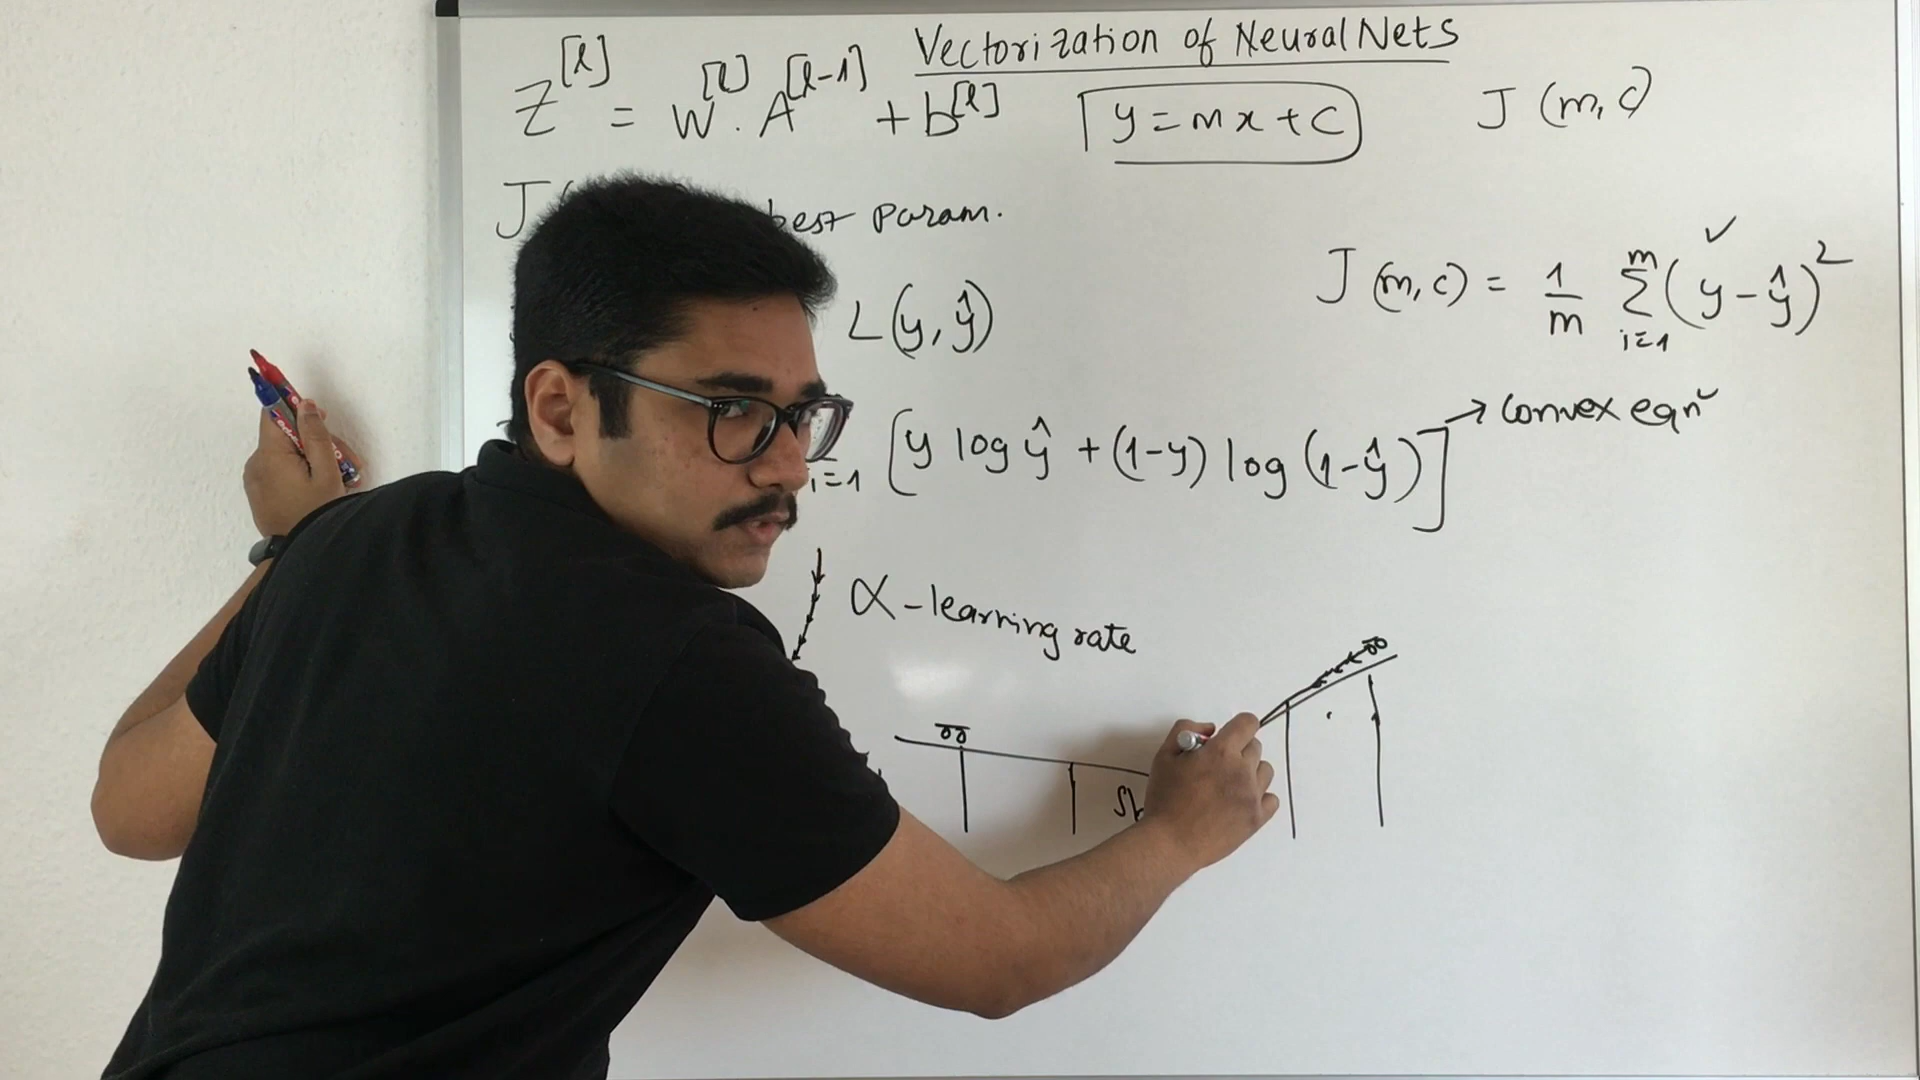 Vectorization of Neural Nets
Z^[l] = W^[l] . A^[l-1] + b^[l]
y = mx + c
J (m, c)
J(
best param.
J (m, c) = 1/m Σ_{i=1}^{m} (y - ŷ)^2 ✓
L(y, ŷ)
i=1 [y log ŷ + (1-y) log (1-ŷ)] → Convex eqn
α - learning rate